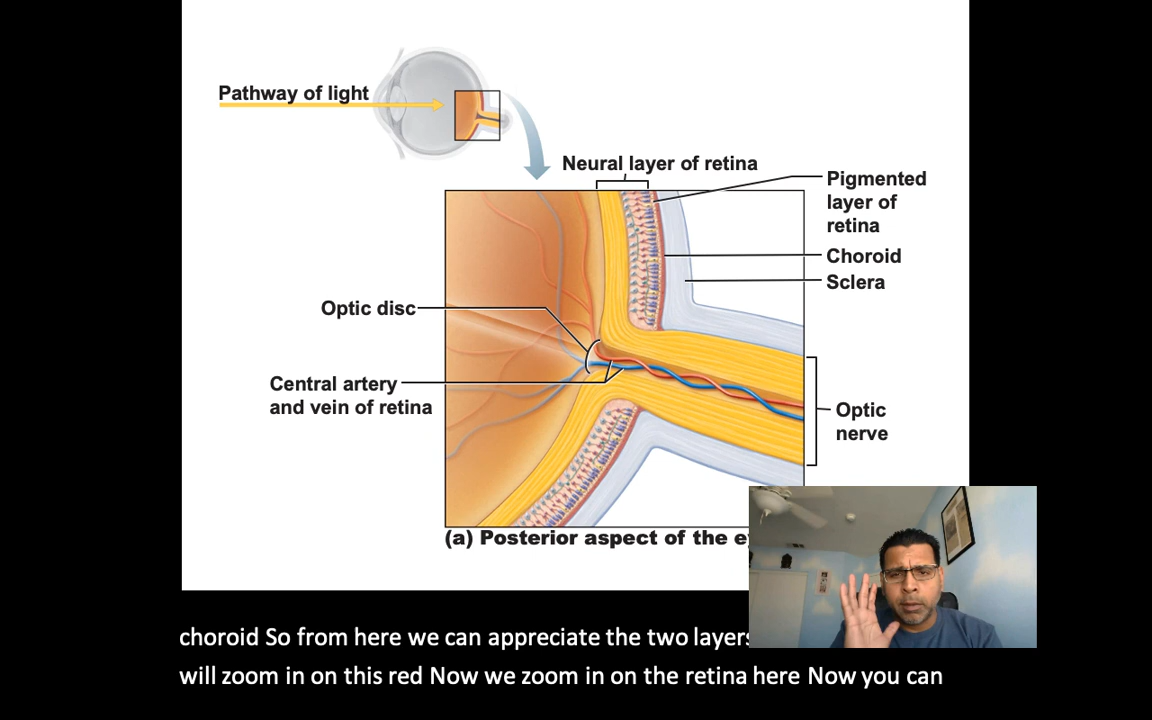 Pathway of light
Neural layer of retina
Pigmented
layer of
retina
Choroid
Sclera
Optic disc
Central artery
and vein of retina
Optic
nerve
(a) Posterior aspect of the
choroid So from here we can appreciate the two layers
will zoom in on this red Now we zoom in on the retina here Now you can